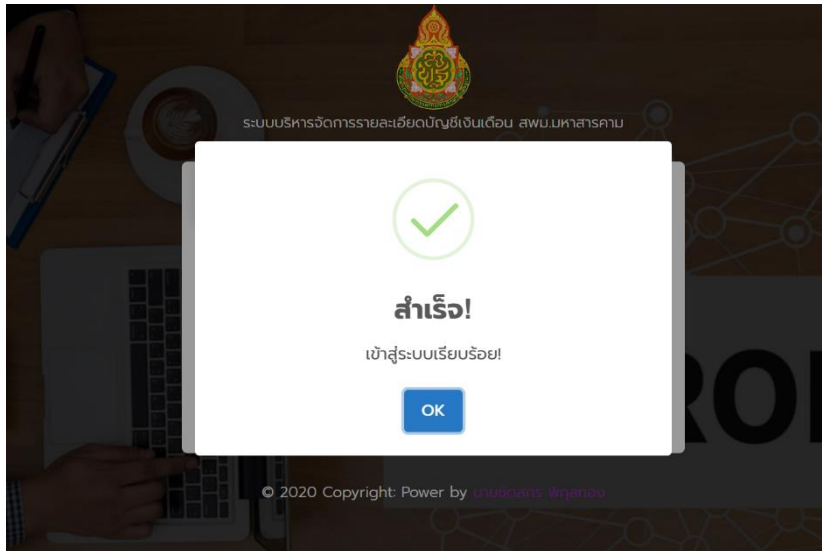 ระบบบริหารจัดการรายละเอียดบัญชีเงินเดือน สพม.มหาสารคาม
สำเร็จ!
เข้าสู่ระบบเรียบร้อย!
OK
© 2020 Copyright: Power by